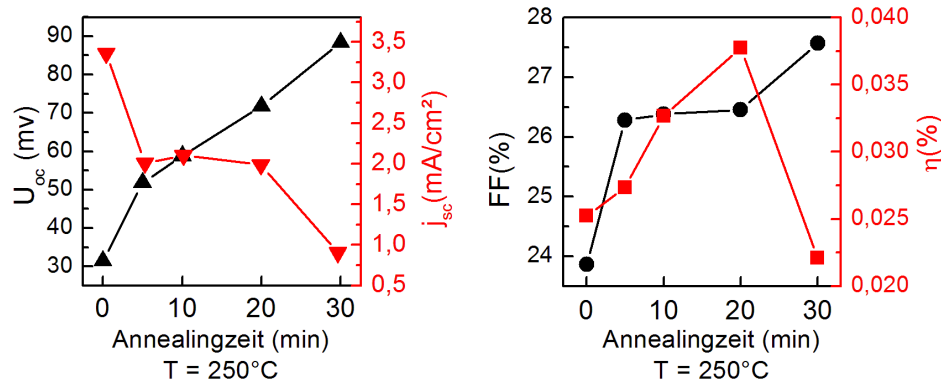 90
80
70
60
50
40
30
U_oc (mv)
3,5
3,0
2,5
2,0
1,5
1,0
0,5
j_sc(mA/cm²)
0 10 20 30
Annealingzeit (min)
T = 250°C
28
27
26
25
24
FF(%)
0,040
0,035
0,030
0,025
0,020
η(%)
0 10 20 30
Annealingzeit (min)
T = 250°C